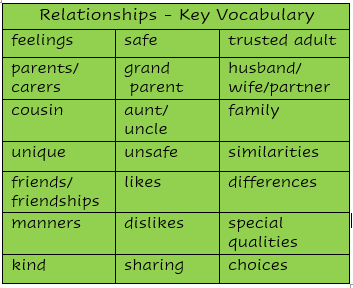 Relationships - Key Vocabulary
feelings safe trusted adult
parents/ grand husband/
carers parent wife/partner
cousin aunt/ family
uncle
unique unsafe similarities
friends/ likes differences
friendships
manners dislikes special
qualities
kind sharing choices